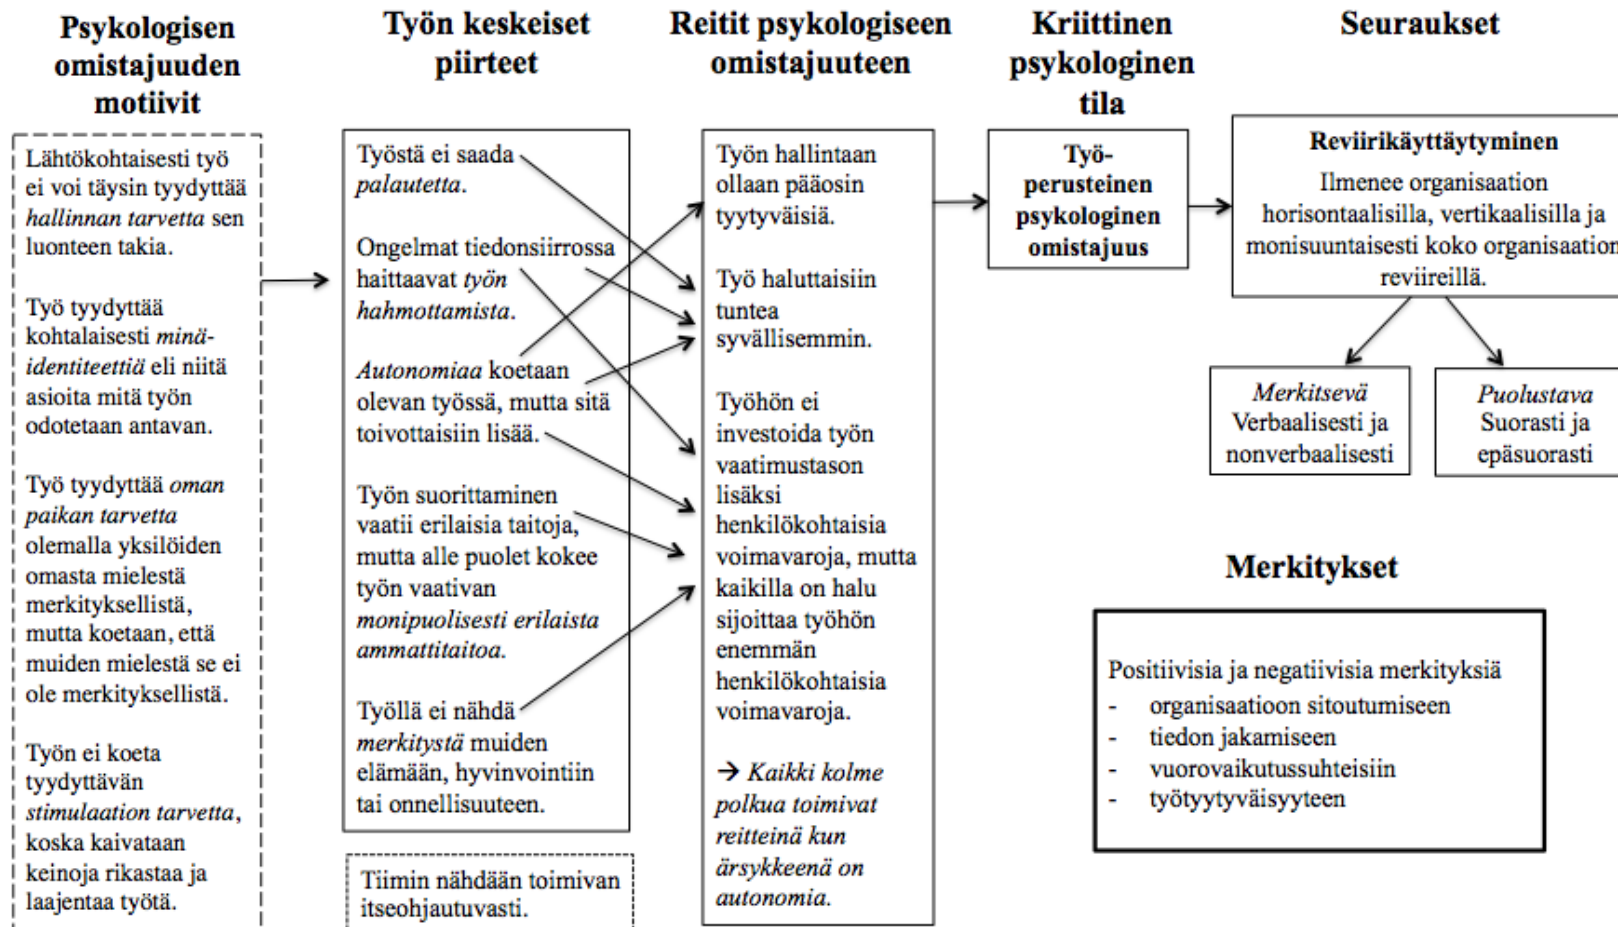 Psykologisen
omistajuuden
motiivit
Lähtökohtaisesti työ
ei voi täysin tyydyttää
hallinnan tarvetta sen
luonteen takia.
Työ tyydyttää
kohtalaisesti minä-
identiteettiä eli niitä
asioita mitä työn
odotetaan antavan.
Työ tyydyttää oman
paikan tarvetta
olemalla yksilöiden
omasta mielestä
merkityksellistä,
mutta koetaan, että
muiden mielestä se ei
ole merkityksellistä.
Työn ei koeta
tyydyttävän
stimulaation tarvetta,
koska kaivataan
keinoja rikastaa ja
laajentaa työtä.
Työn keskeiset
piirteet
Työstä ei saada
palautetta.
Ongelmat tiedonsiirrossa
haittaavat työn
hahmottamista.
Autonomiaa koetaan
olevan työssä, mutta sitä
toivottaisiin lisää.
Työn suorittaminen
vaatii erilaisia taitoja,
mutta alle puolet kokee
työn vaativan
monipuolisesti erilaista
ammattitaitoa.
Työllä ei nähdä
merkitystä muiden
elämään, hyvinvointiin
tai onnellisuuteen.
Tiimin nähdään toimivan
itseohjautuvasti.
Reitit psykologiseen
omistajuuteen
Työn hallintaan
ollaan pääosin
tyytyväisiä.
Työ haluttaisiin
tuntea
syvällisemmin.
Työhön ei
investoida työn
vaatimustason
lisäksi
henkilökohtaisia
voimavaroja, mutta
kaikilla on halu
sijoittaa työhön
enemmän
henkilökohtaisia
voimavaroja.
→ Kaikki kolme
polkua toimivat
reitteinä kun
ärsykkeenä on
autonomia.
Kriittinen
psykologinen
tila
Työ-
perusteinen
psykologinen
omistajuus
Seuraukset
Reviirikäyttäytyminen
Ilmenee organisaation
horisontaalisilla, vertikaalisilla ja
monisuuntaisesti koko organisaation
reviireillä.
Merkitsevä
Verbaalisesti ja
nonverbaalisesti
Puolustava
Suorasti ja
epäsuorasti
Merkitykset
Positiivisia ja negatiivisia merkityksiä
- organisaatioon sitoutumiseen
- tiedon jakamiseen
- vuorovaikutussuhteisiin
- työtyytyväisyyteen